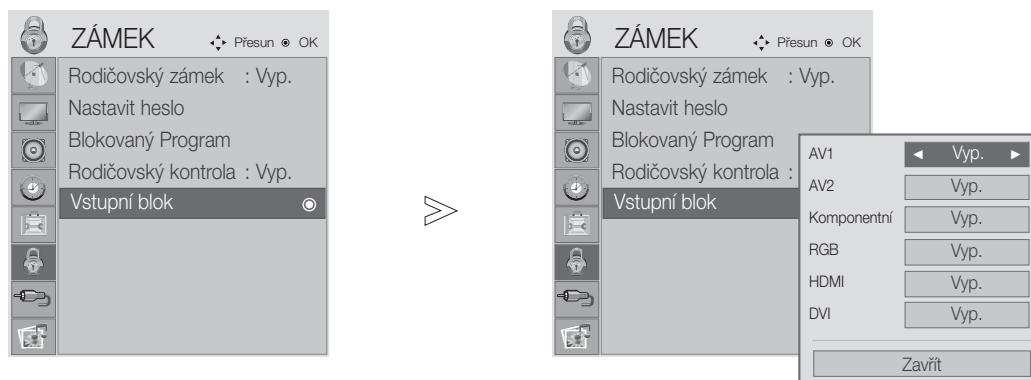 ZÁMEK Přesun OK
Rodičovský zámek : Vyp.
Nastavit heslo
Blokovaný Program
Rodičovský kontrola : Vyp.
Vstupní blok
ZÁMEK Přesun OK
Rodičovský zámek : Vyp.
Nastavit heslo
Blokovaný Program
Rodičovský kontrola :
Vstupní blok
AV1 Vyp.
AV2 Vyp.
Komponentní Vyp.
RGB Vyp.
HDMI Vyp.
DVI Vyp.
Zavřít